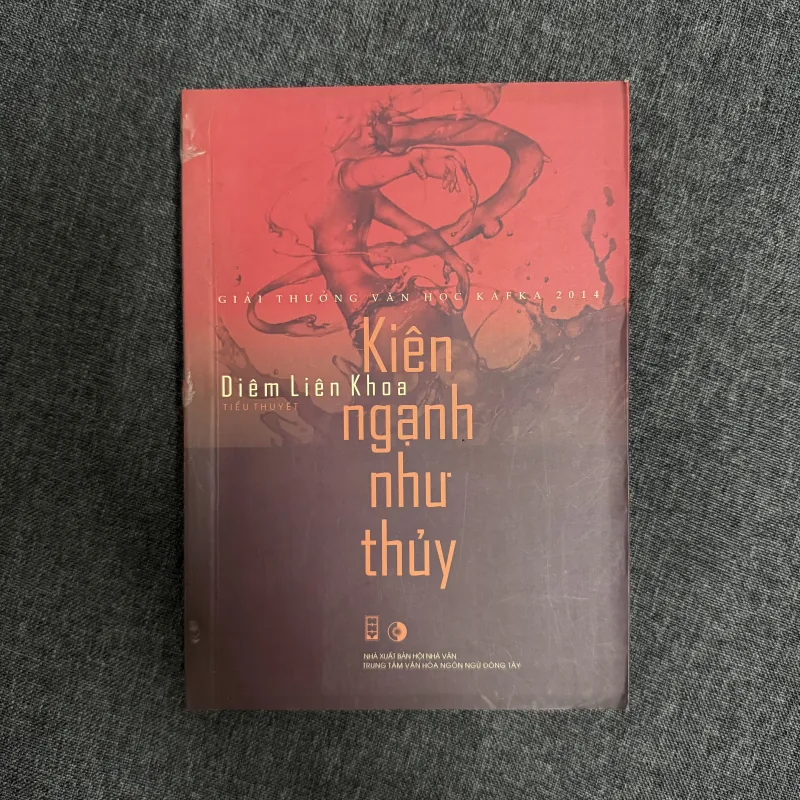 GIẢI THƯỞNG VĂN HỌC KAFKA 2014
Diêm Liên Khoa
TIỂU THUYẾT
Kiên
ngạnh
như
thủy
NHÀ XUẤT BẢN HỘI NHÀ VĂN
TRUNG TÂM VĂN HÓA NGÔN NGỮ ĐÔNG TÂY